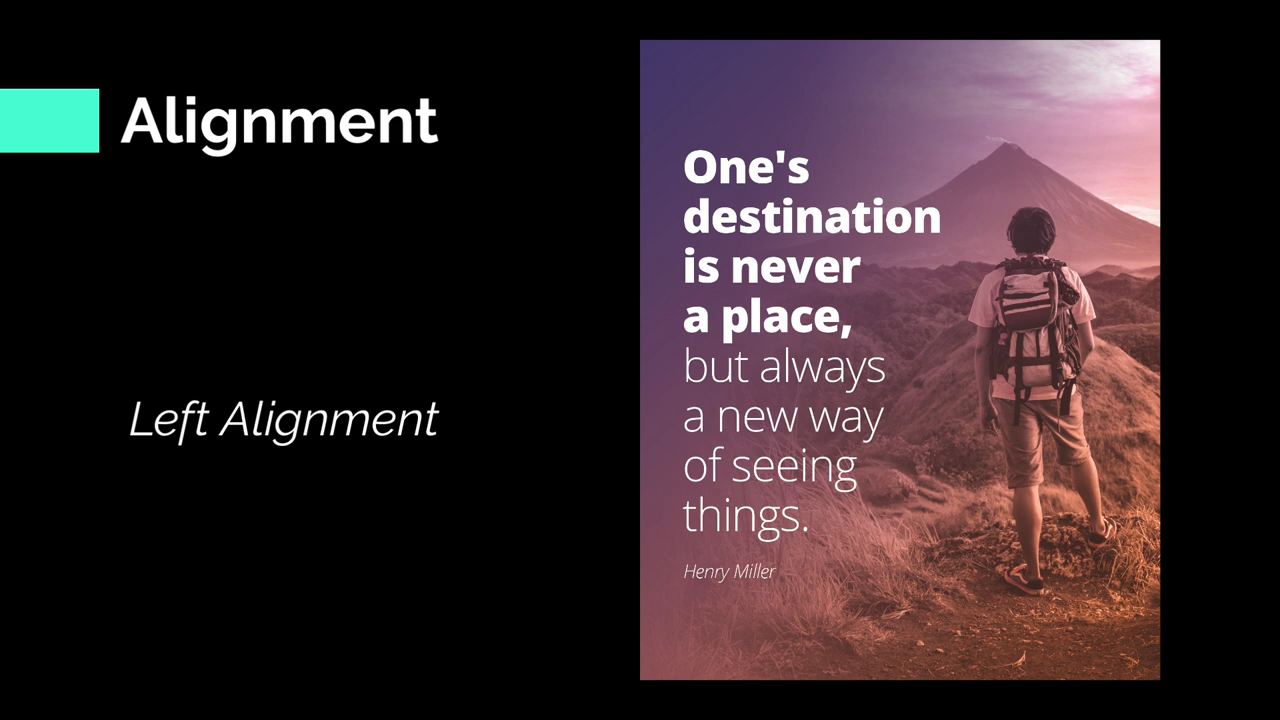 Alignment
Left Alignment
One's
destination
is never
a place,
but always
a new way
of seeing
things.
Henry Miller